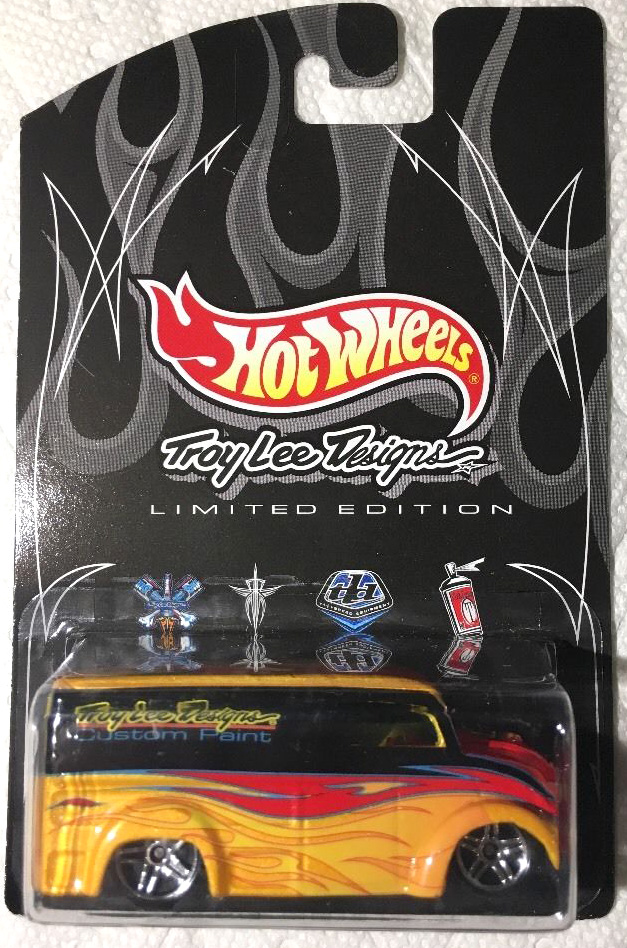 Hot Wheels®
Troy Lee Designs
LIMITED EDITION
Troy Lee Designs
Custom Paint